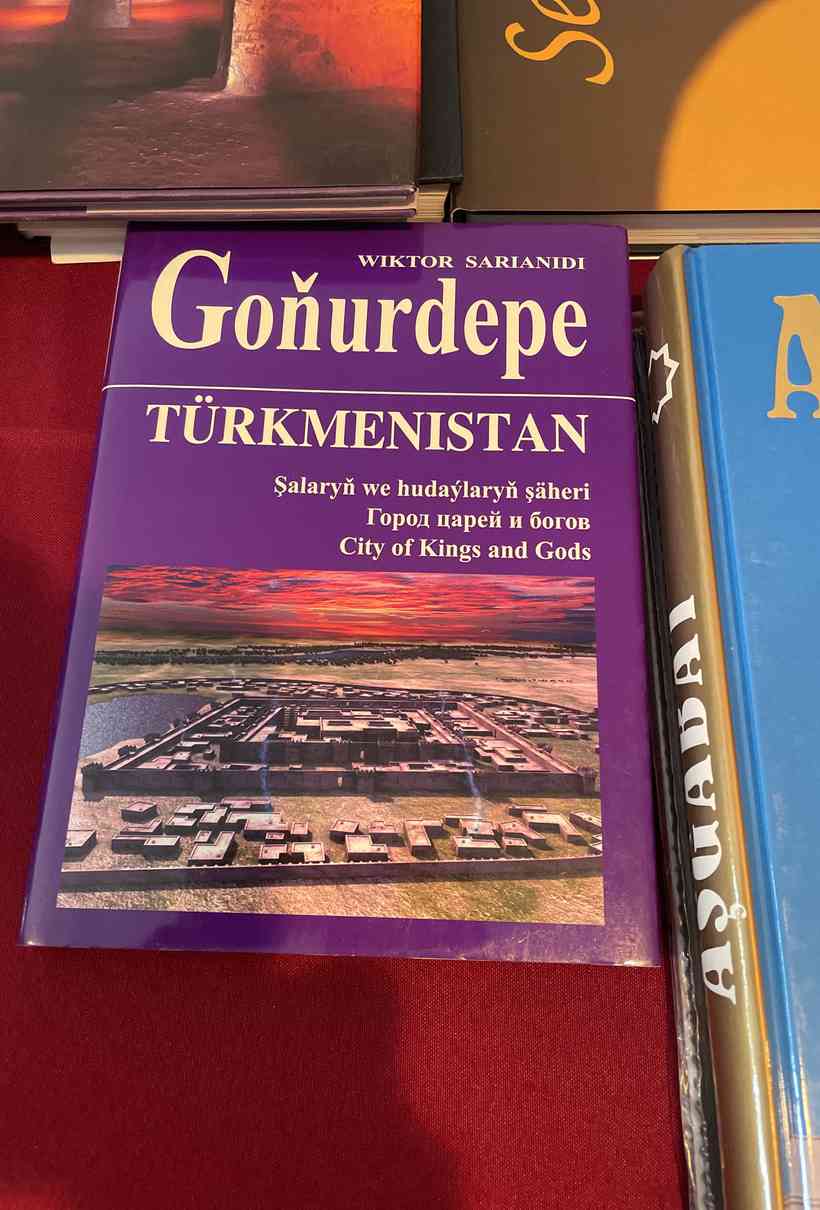 WIKTOR SARIANIDI
Goňurdepe
TÜRKMENISTAN
Şalaryň we hudaýlaryň şäheri
Город царей и богов
City of Kings and Gods
AŞGABAT